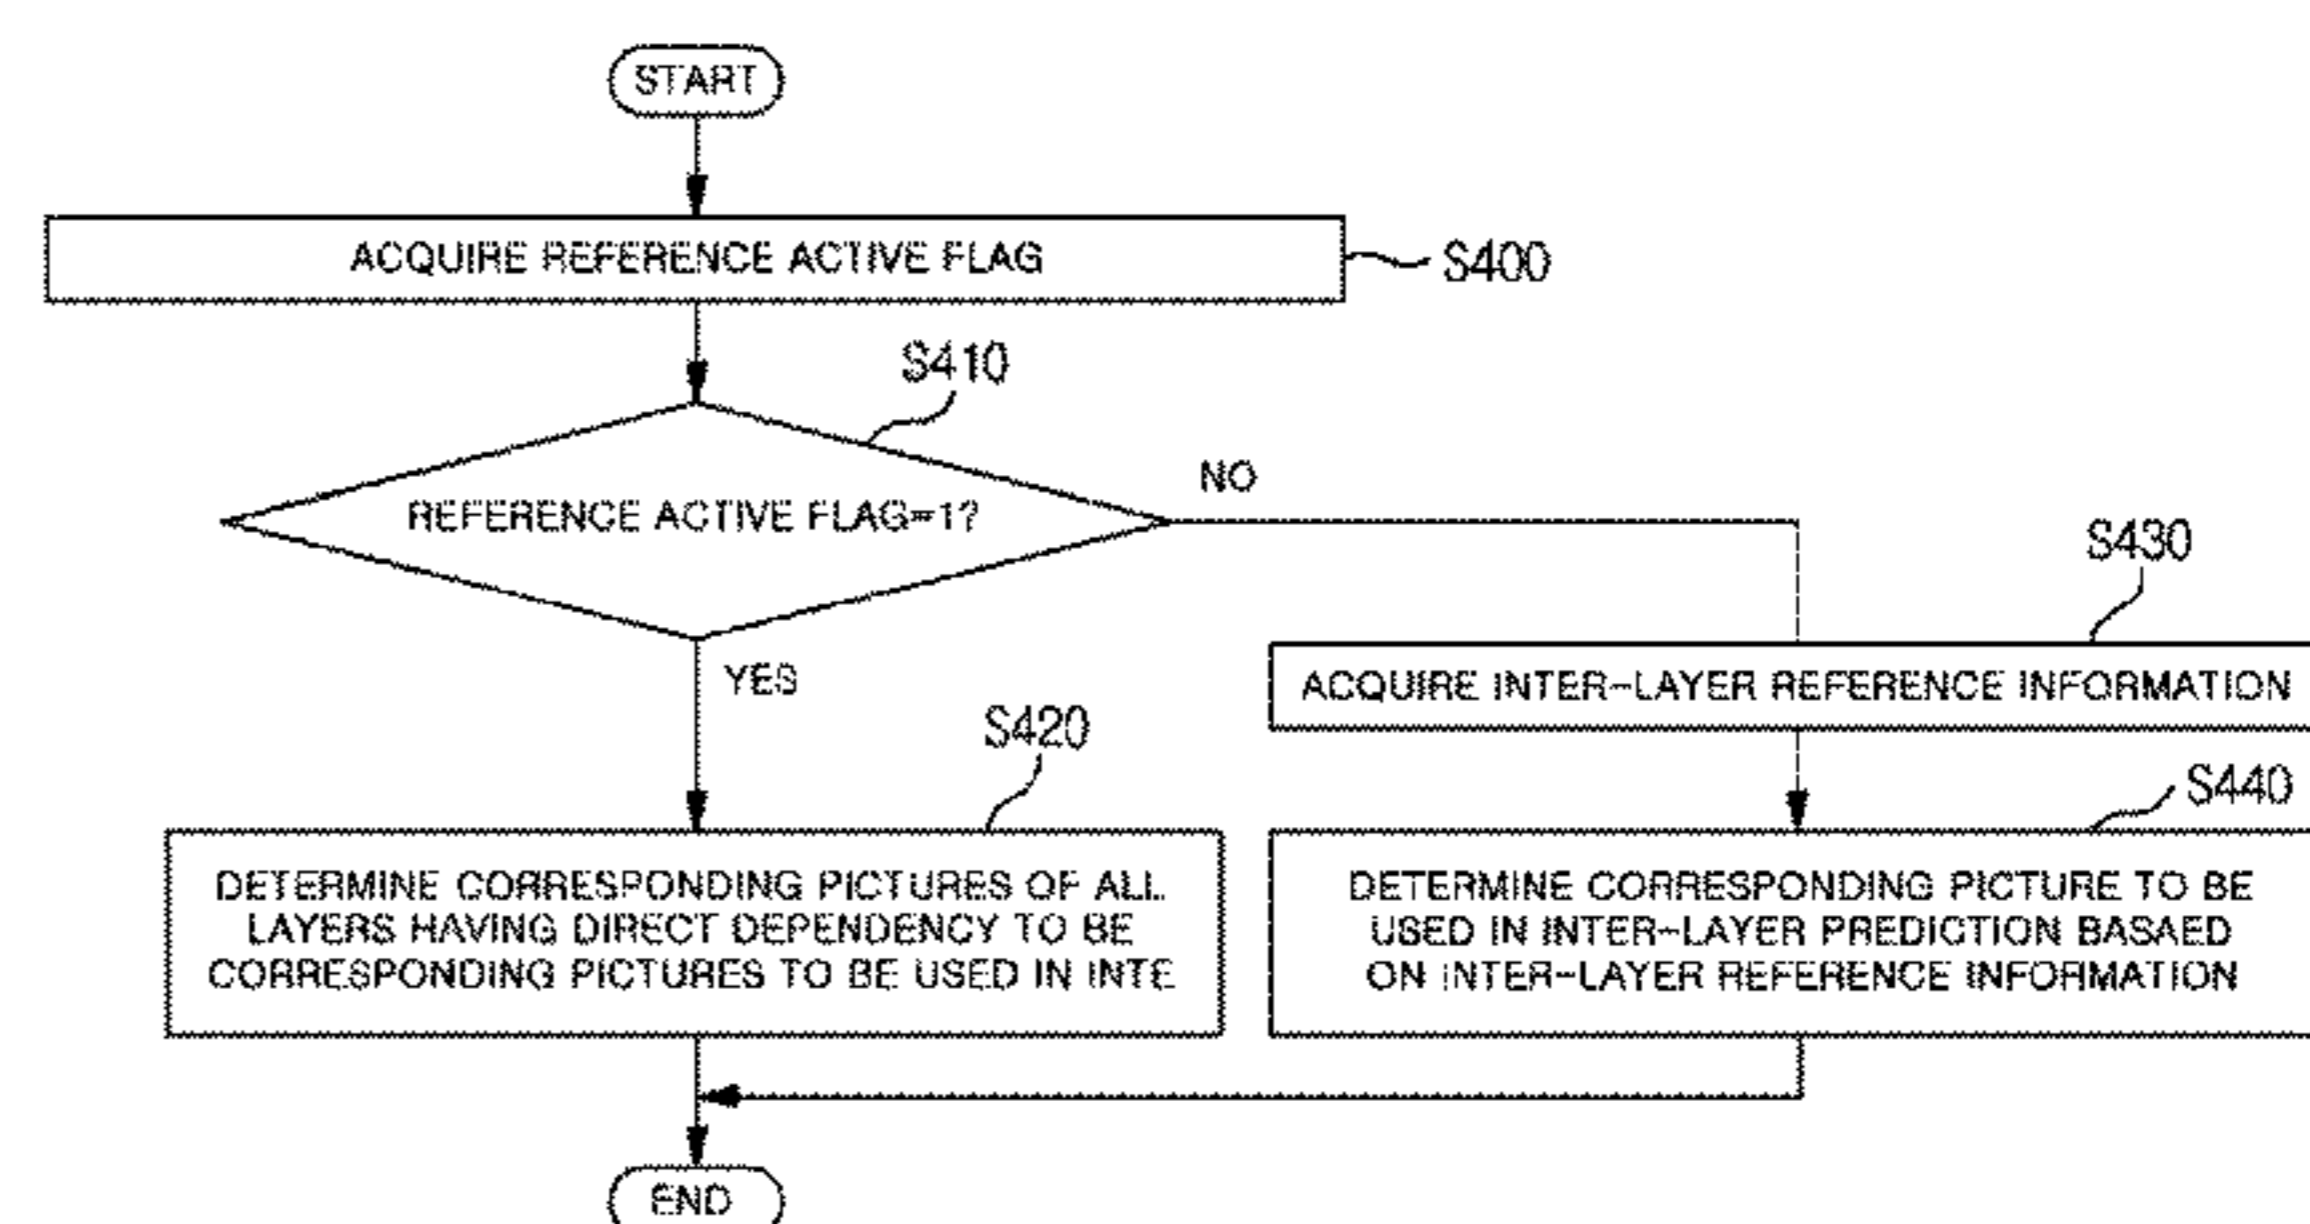 START
ACQUIRE REFERENCE ACTIVE FLAG
S400
S410
REFERENCE ACTIVE FLAG=1?
NO
YES
S430
ACQUIRE INTER-LAYER REFERENCE INFORMATION
S420
DETERMINE CORRESPONDING PICTURES OF ALL
LAYERS HAVING DIRECT DEPENDENCY TO BE
CORRESPONDING PICTURES TO BE USED IN INTE
S440
DETERMINE CORRESPONDING PICTURE TO BE
USED IN INTER-LAYER PREDICTION BASAED
ON INTER-LAYER REFERENCE INFORMATION
END